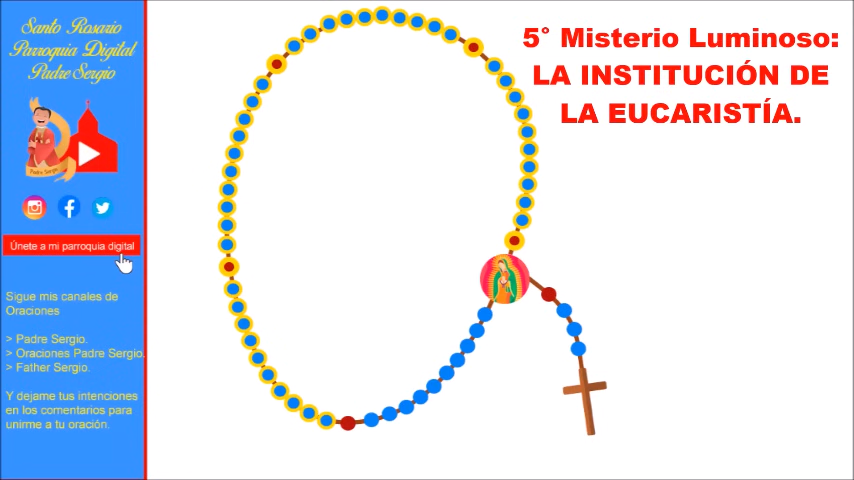 Santo Rosario
Parroquia Digital
Padre Sergio
Padre Sergio
Únete a mi parroquia digital
Sigue mis canales de
Oraciones
> Padre Sergio.
> Oraciones Padre Sergio.
> Father Sergio.
Y dejame tus intenciones
en los comentarios para
unirme a tu oración.
5° Misterio Luminoso:
LA INSTITUCIÓN DE
LA EUCARISTÍA.